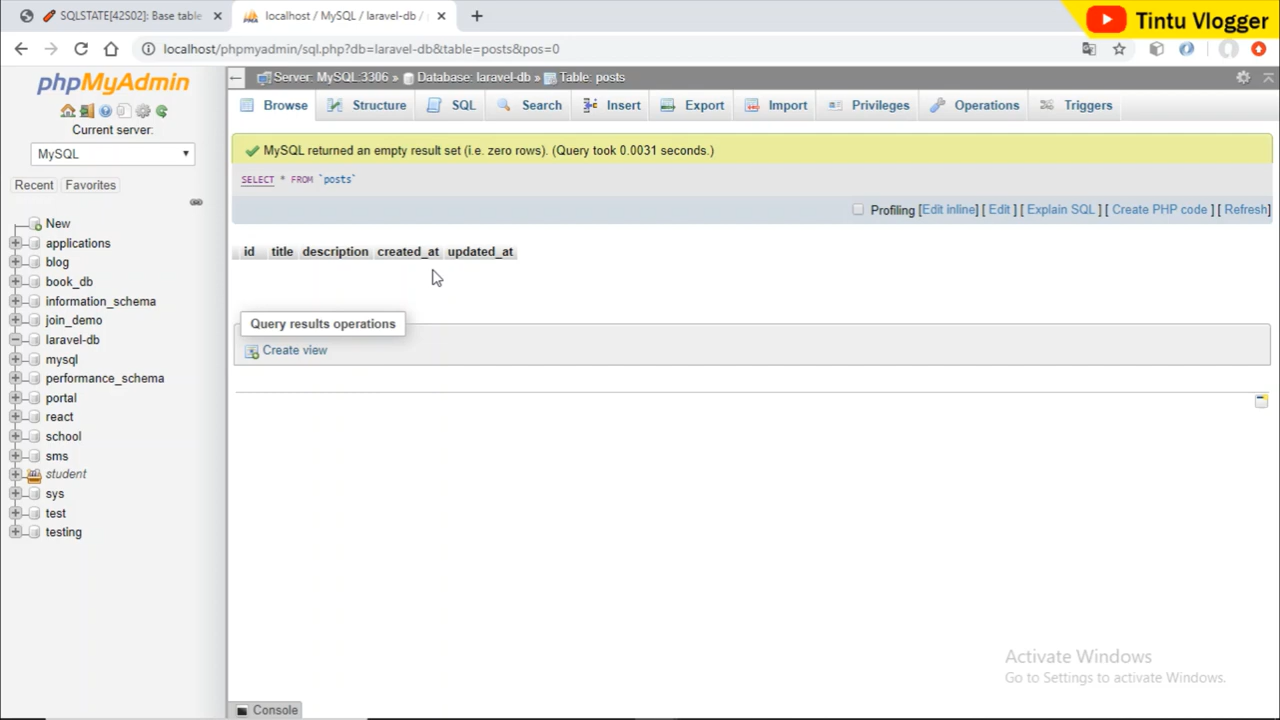 SQLSTATE[42S02]: Base table
localhost / MySQL / laravel-db /
Tintu Vlogger
localhost/phpmyadmin/sql.php?db=laravel-db&table=posts&pos=0
phpMyAdmin
Current server:
MySQL
Recent Favorites
New
applications
blog
book_db
information_schema
join_demo
laravel-db
mysql
performance_schema
portal
react
school
sms
student
sys
test
testing
Server: MySQL:3306 » Database: laravel-db » Table: posts
Browse Structure SQL Search Insert Export Import Privileges Operations Triggers
MySQL returned an empty result set (i.e. zero rows). (Query took 0.0031 seconds.)
SELECT * FROM `posts`
Profiling [Edit inline] [ Edit ] [ Explain SQL ] [ Create PHP code ] [ Refresh]
id title description created_at updated_at
Query results operations
Create view
Activate Windows
Go to Settings to activate Windows.
Console